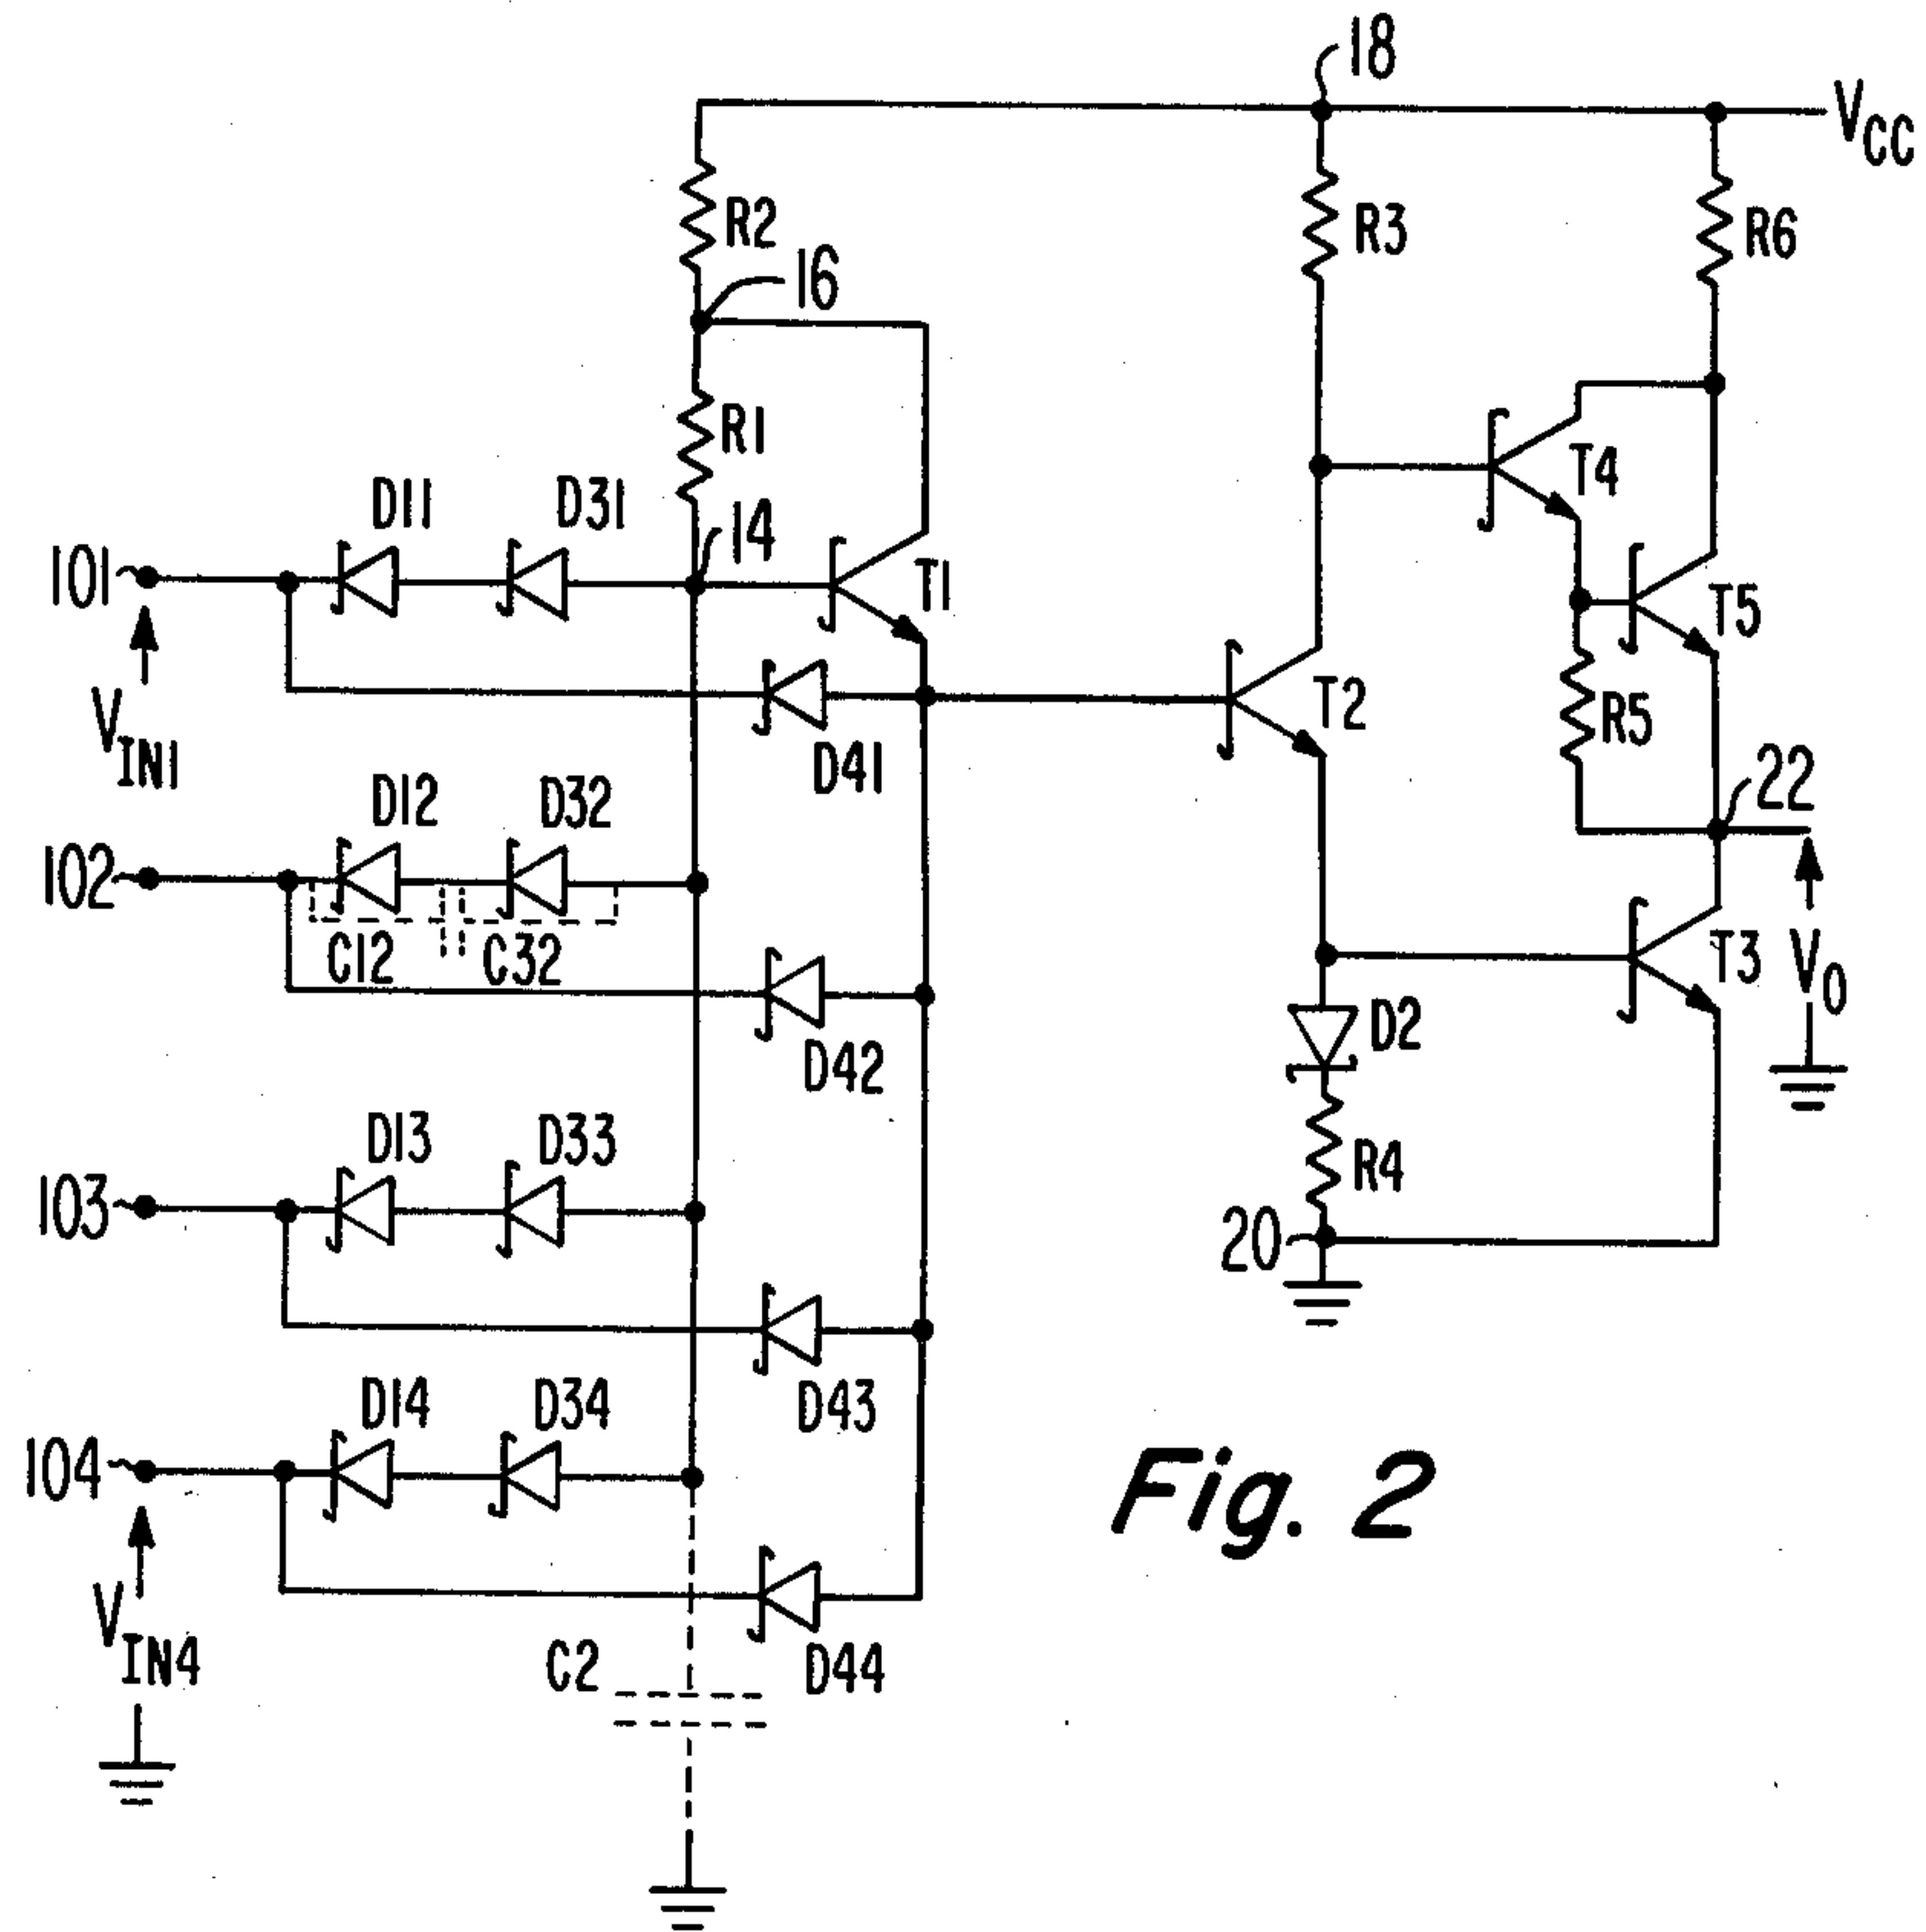 18
VCC
R2
R3
R6
16
R1
T4
D11
D31
14
101
T1
T5
T2
R5
VIN1
D41
22
D12
D32
102
C12
C32
T3
VO
D42
D2
D13
D33
R4
103
20
D14
D34
D43
104
Fig. 2
VIN4
C2
D44